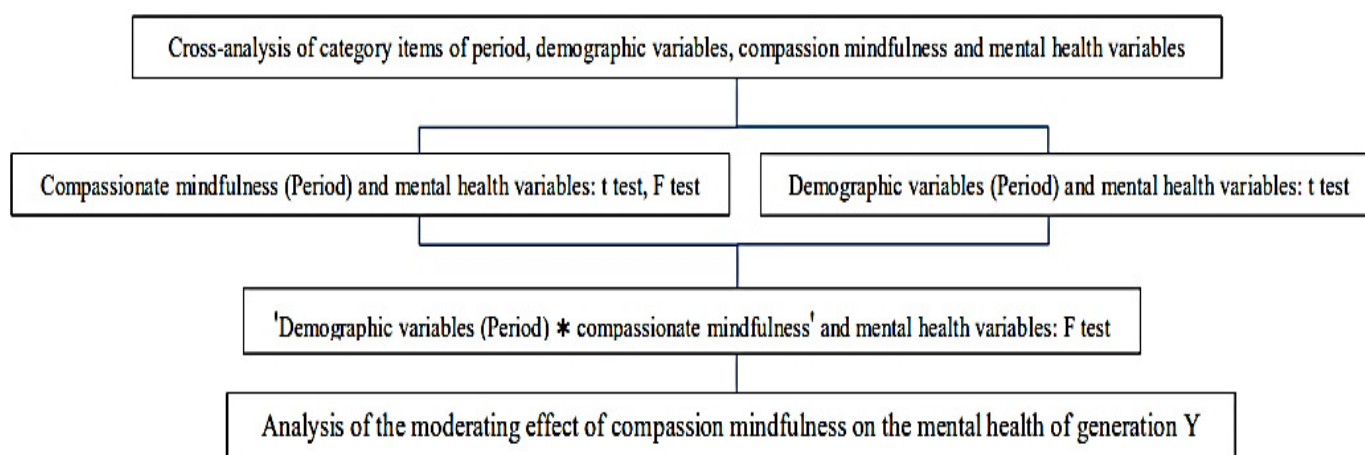 Cross-analysis of category items of period, demographic variables, compassion mindfulness and mental health variables
Compassionate mindfulness (Period) and mental health variables: t test, F test
Demographic variables (Period) and mental health variables: t test
'Demographic variables (Period) * compassionate mindfulness' and mental health variables: F test
Analysis of the moderating effect of compassion mindfulness on the mental health of generation Y